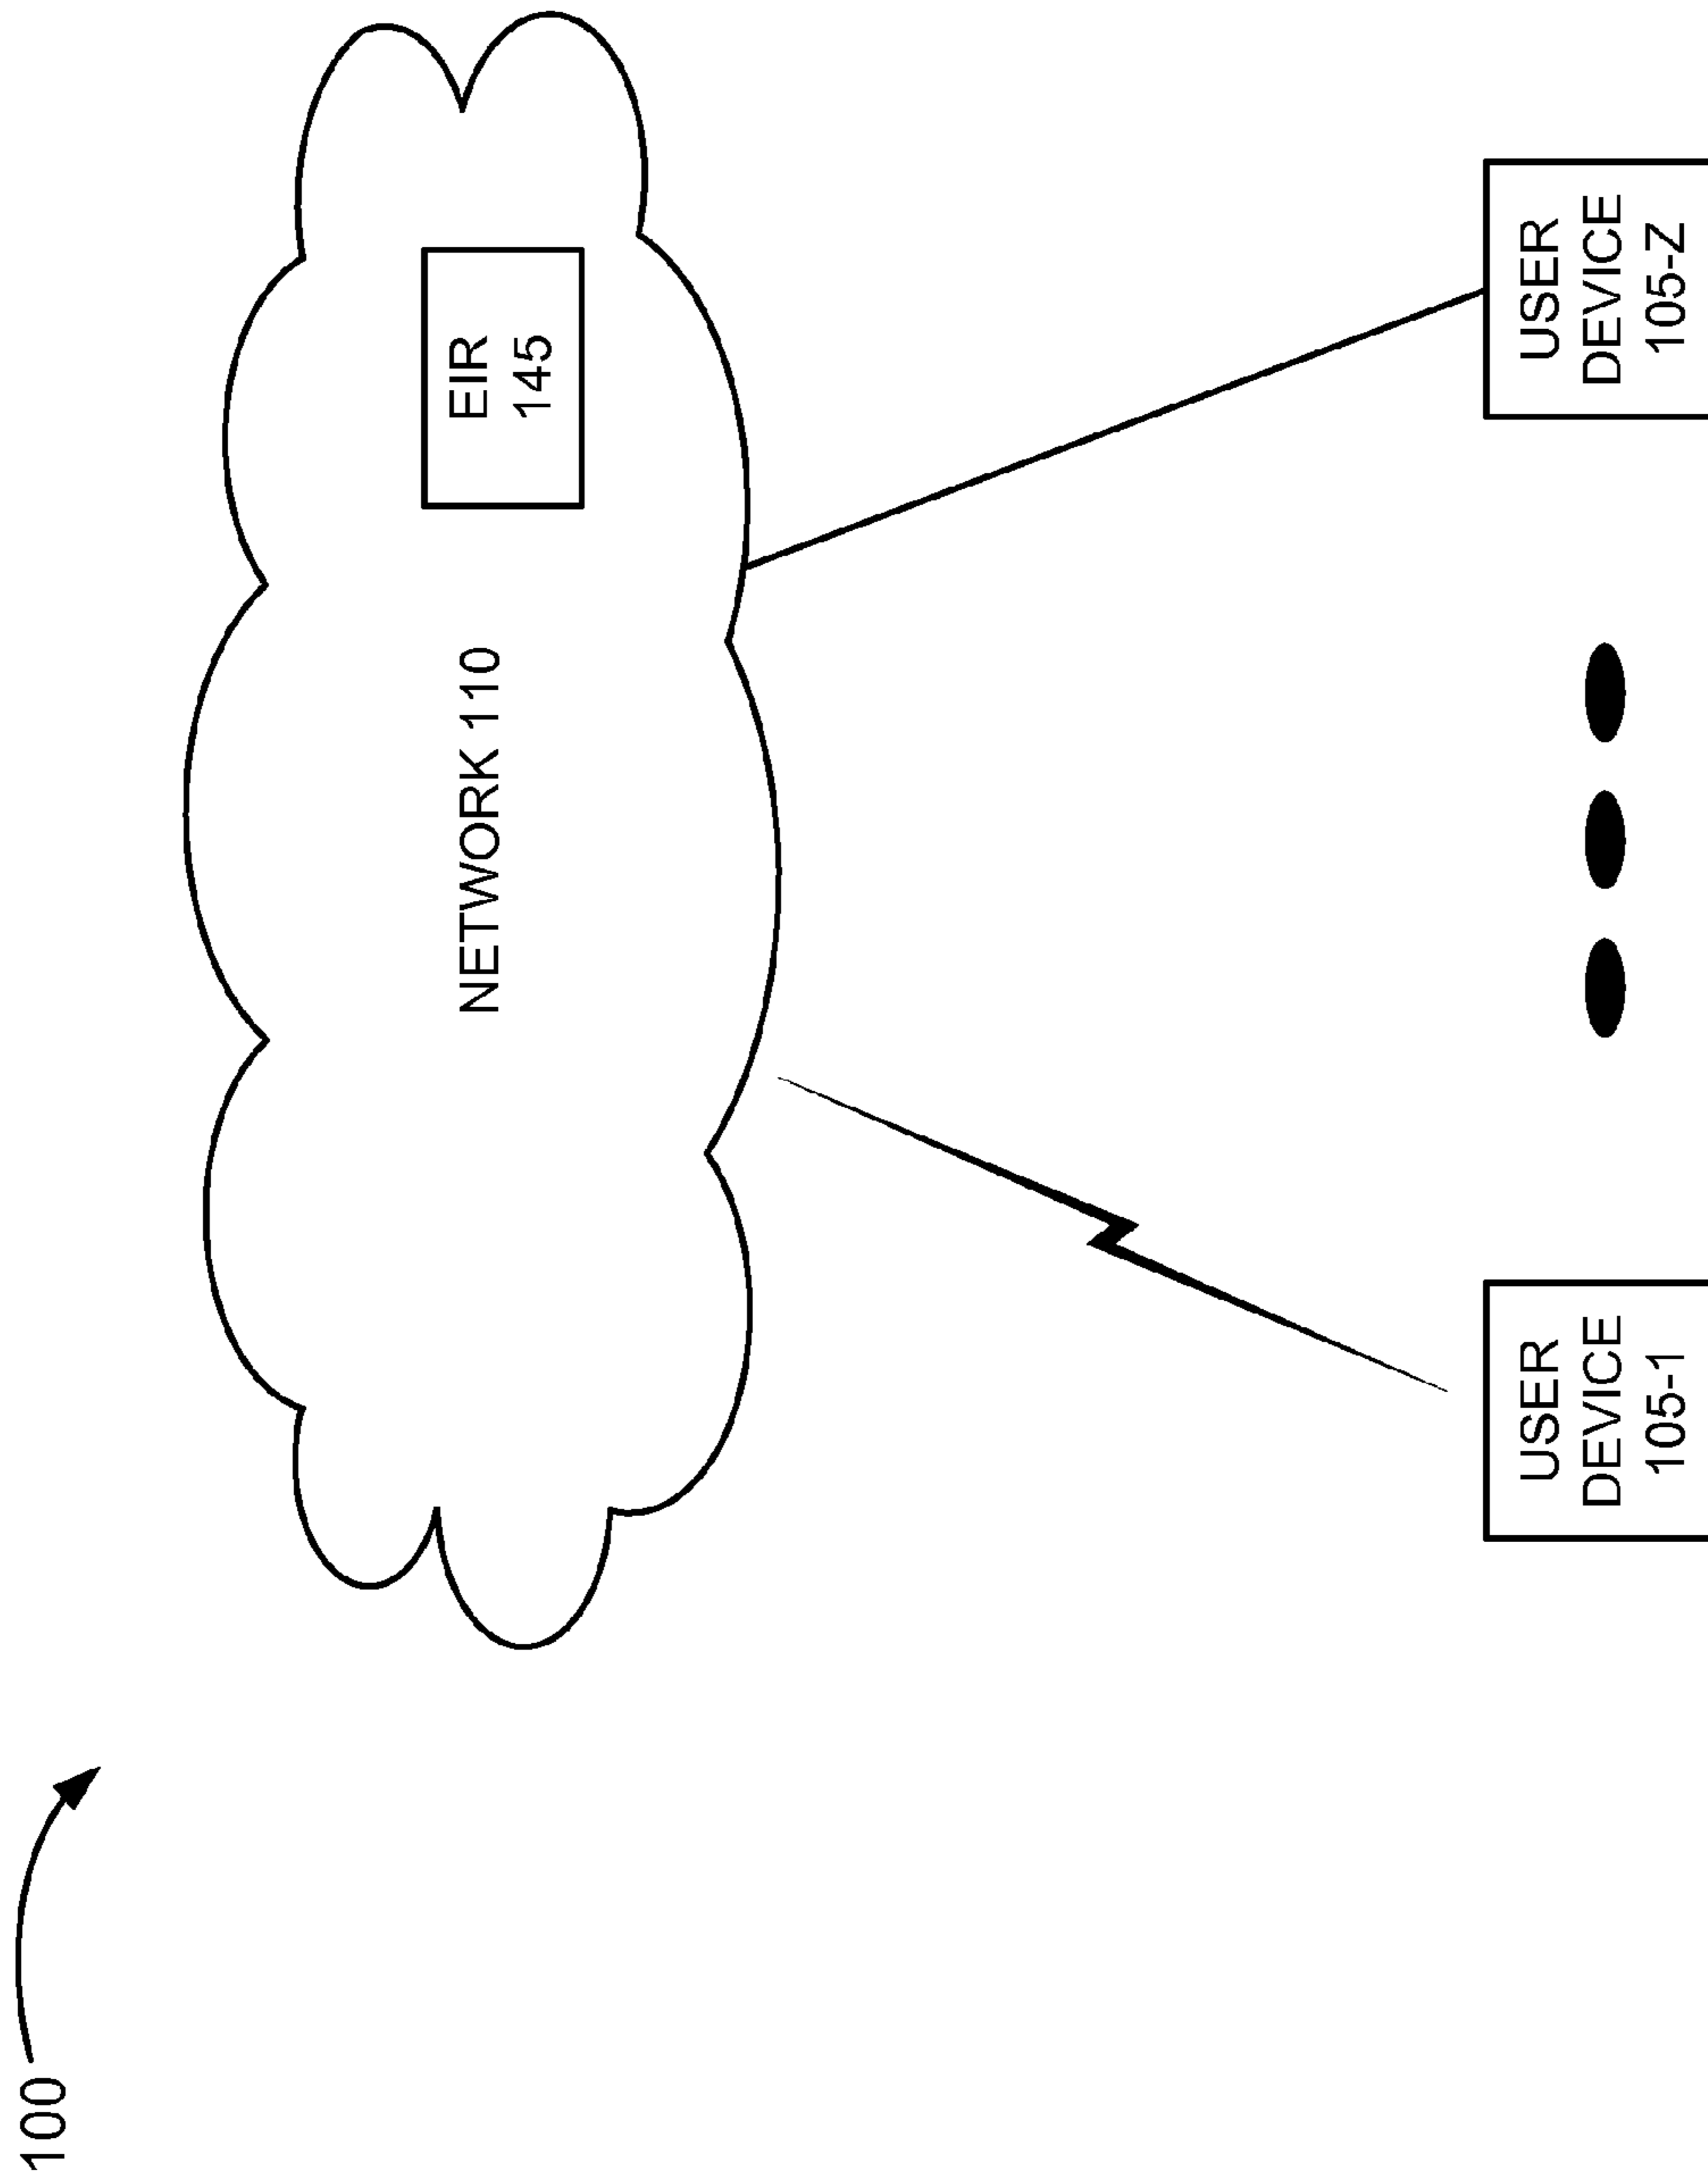 100
NETWORK 110
EIR
145
USER
DEVICE
105-1
USER
DEVICE
105-Z